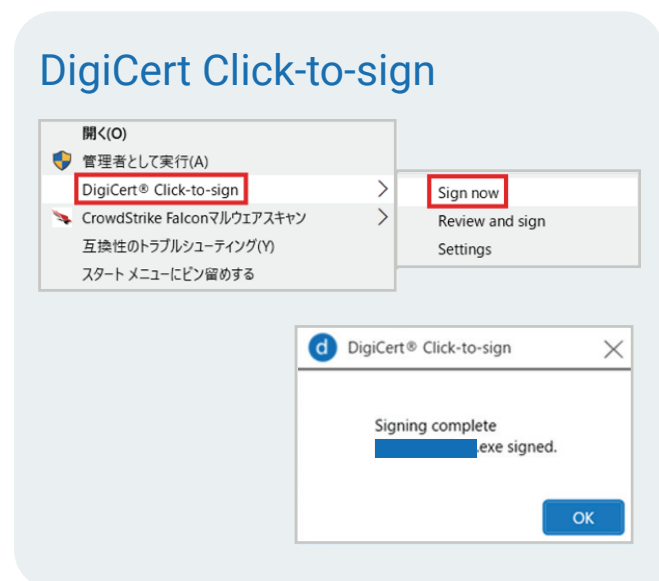 DigiCert Click-to-sign
開く(O)
管理者として実行(A)
DigiCert® Click-to-sign
CrowdStrike Falconマルウェアスキャン
互換性のトラブルシューティング(Y)
スタート メニューにピン留めする
Sign now
Review and sign
Settings
d DigiCert® Click-to-sign
Signing complete
.exe signed.
OK